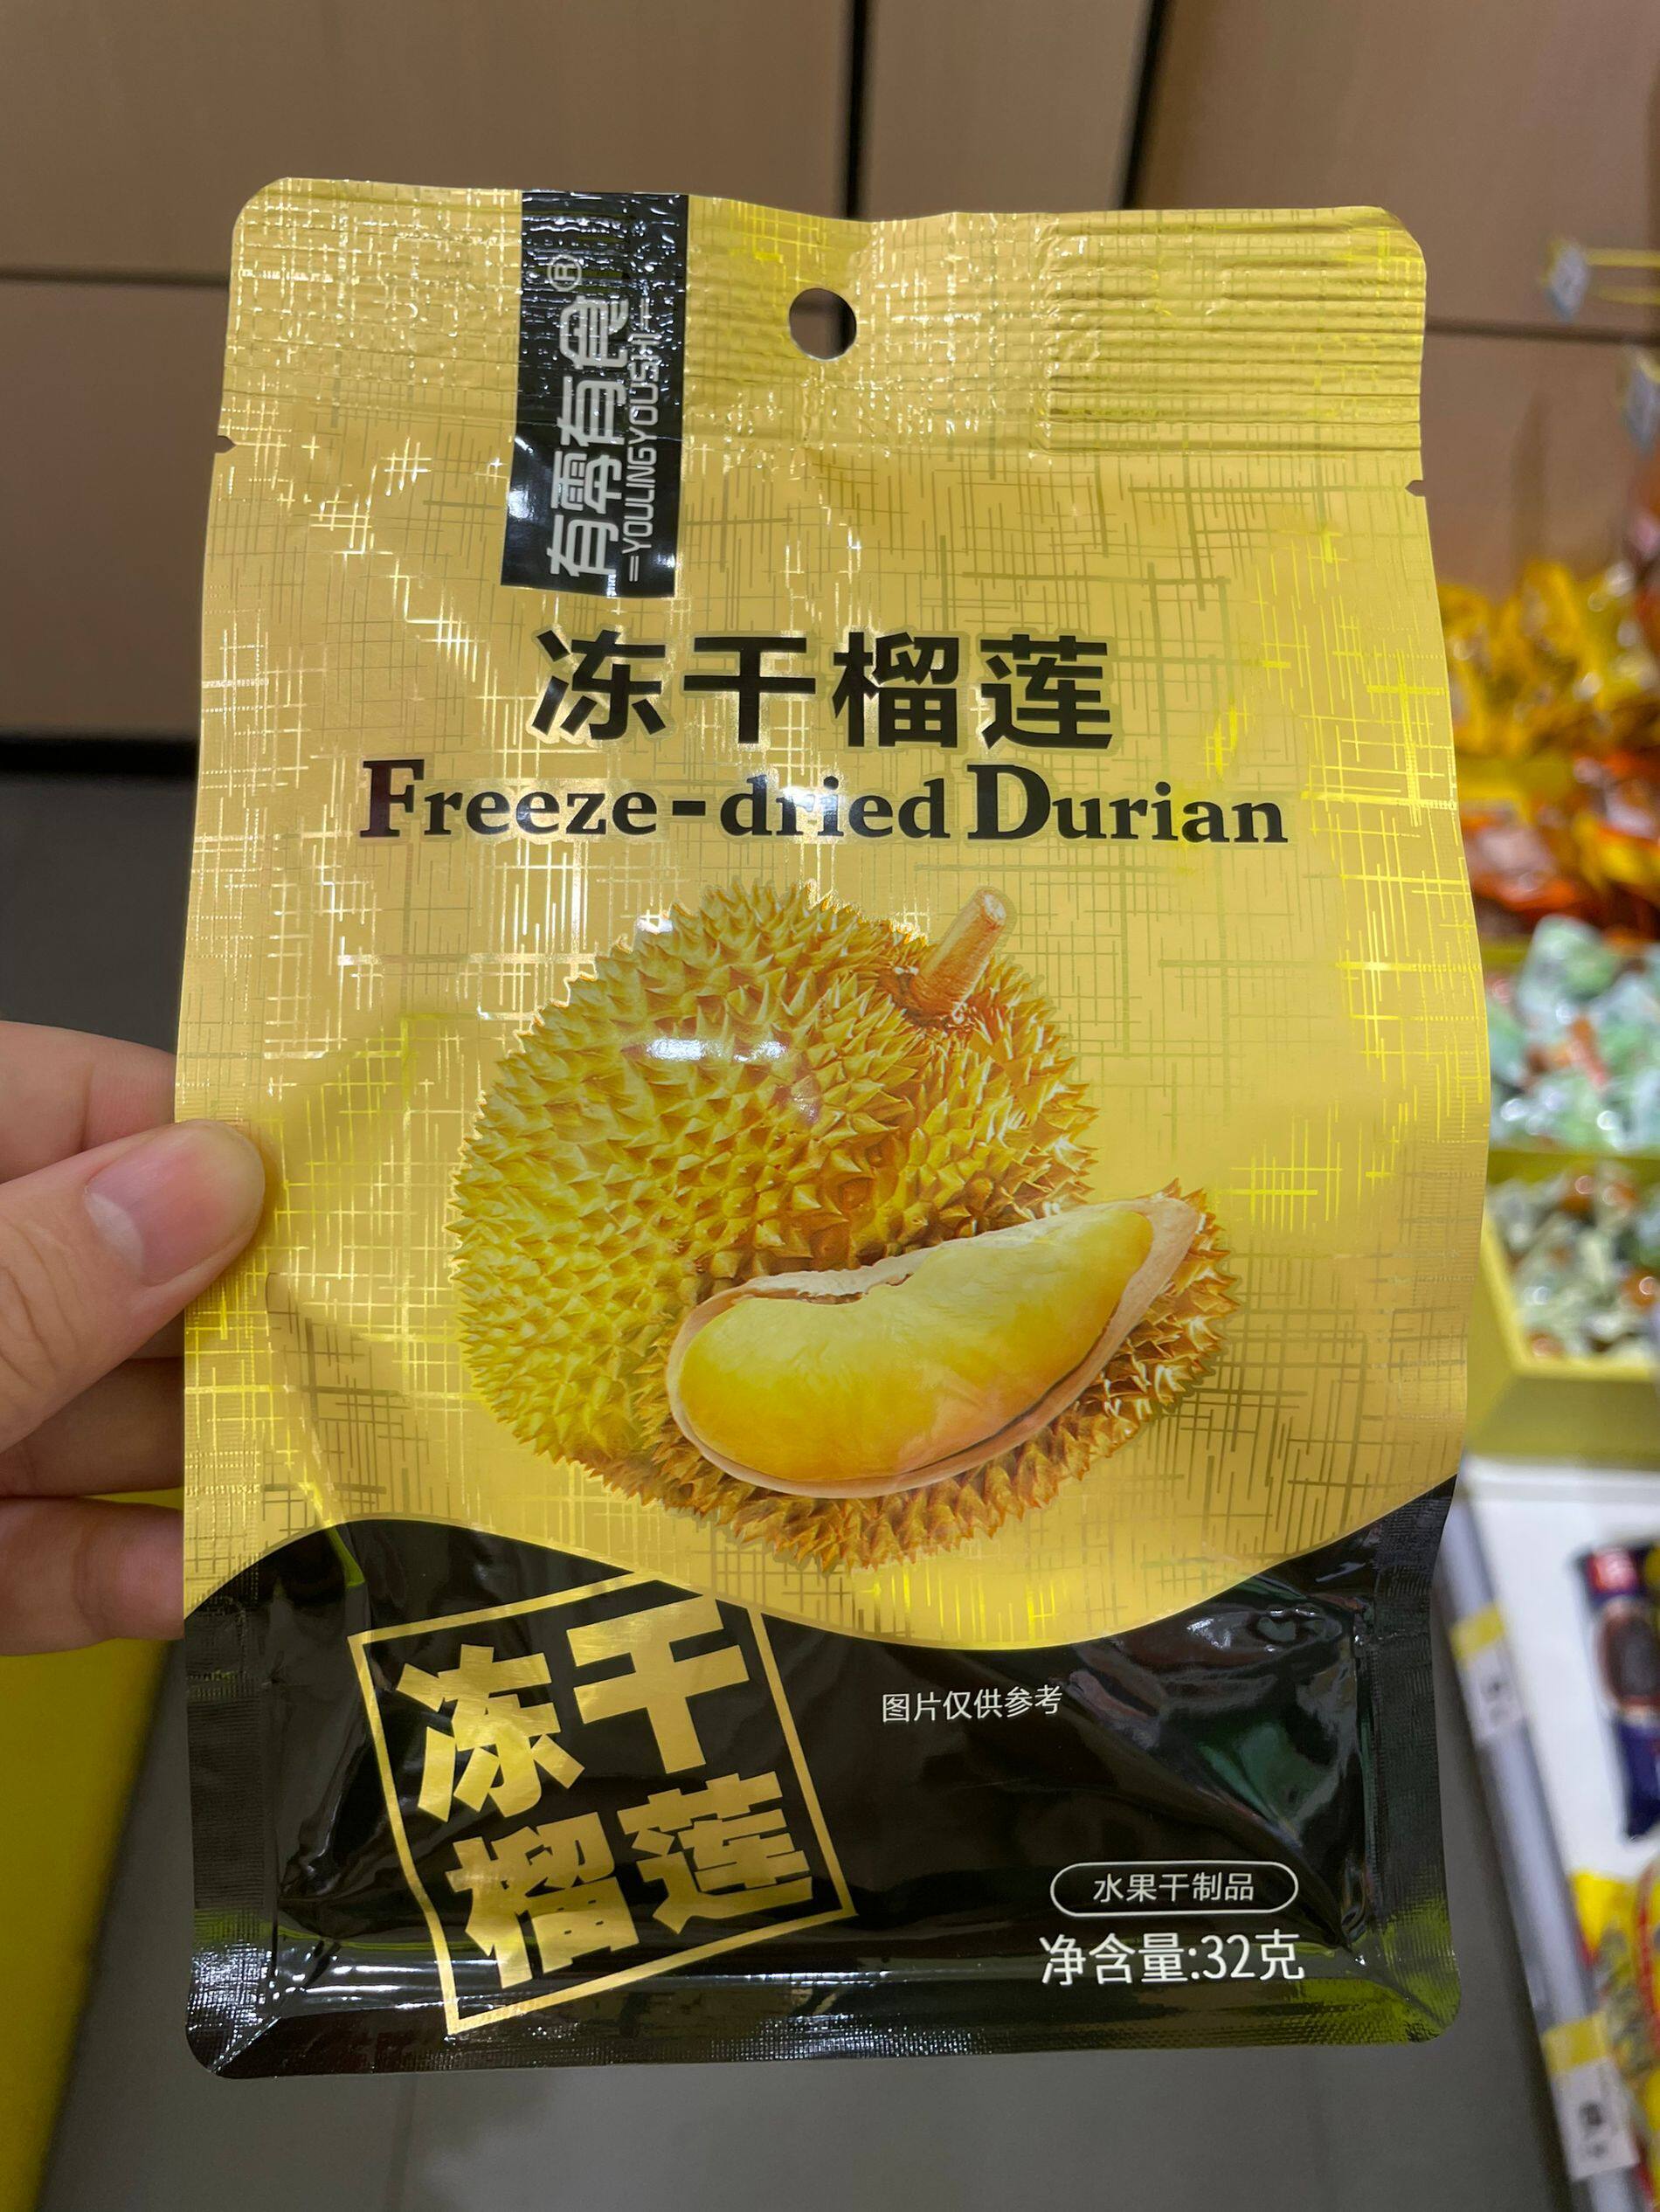 有零有食®
=YOULINGYOUSHI=
冻干榴莲
Freeze-dried Durian
冻干
榴莲
图片仅供参考
水果干制品
净含量:32克